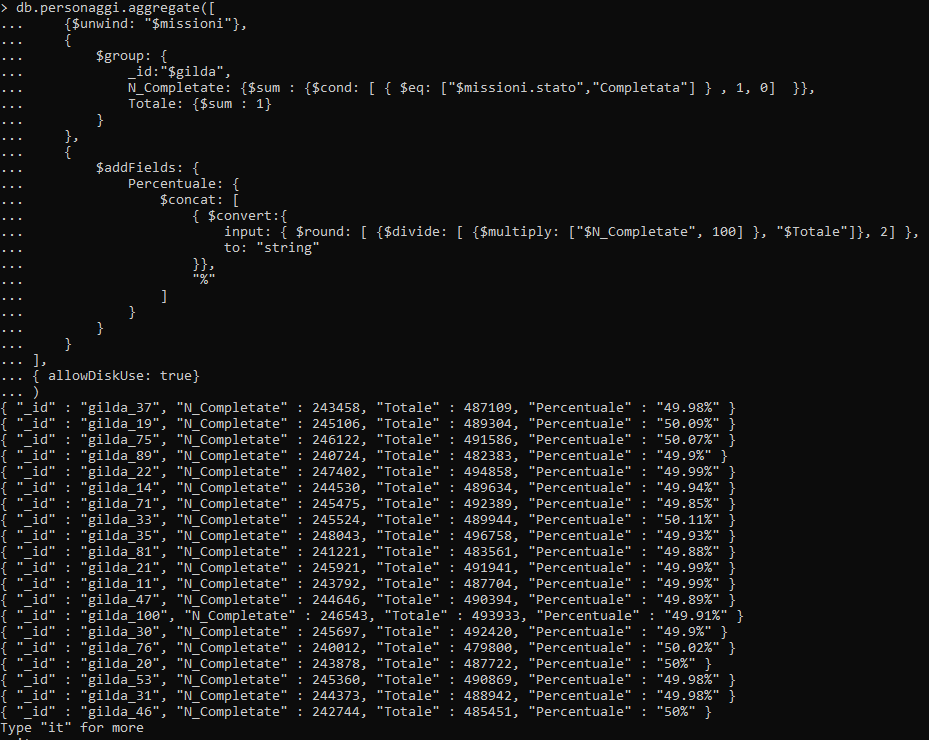 > db.personaggi.aggregate([
...     {$unwind: "$missioni"},
...     {
...         $group: {
...             _id:"$gilda",
...             N_Completate: {$sum : {$cond: [ { $eq: ["$missioni.stato","Completata"] } , 1, 0]  }},
...             Totale: {$sum : 1}
...         }
...     },
...     {
...         $addFields: {
...             Percentuale: {
...                 $concat: [
...                     { $convert:{
...                         input: { $round: [ {$divide: [ {$multiply: ["$N_Completate", 100] }, "$Totale"]}, 2] },
...                         to: "string"
...                     }},
...                     "%"
...                 ]
...             }
...         }
...     }
... ],
... { allowDiskUse: true}
... )
{ "_id" : "gilda_37", "N_Completate" : 243458, "Totale" : 487109, "Percentuale" : "49.98%" }
{ "_id" : "gilda_19", "N_Completate" : 245106, "Totale" : 489304, "Percentuale" : "50.09%" }
{ "_id" : "gilda_75", "N_Completate" : 246122, "Totale" : 491586, "Percentuale" : "50.07%" }
{ "_id" : "gilda_89", "N_Completate" : 240724, "Totale" : 482383, "Percentuale" : "49.9%" }
{ "_id" : "gilda_22", "N_Completate" : 247402, "Totale" : 494858, "Percentuale" : "49.99%" }
{ "_id" : "gilda_14", "N_Completate" : 244530, "Totale" : 489634, "Percentuale" : "49.94%" }
{ "_id" : "gilda_71", "N_Completate" : 245475, "Totale" : 492389, "Percentuale" : "49.85%" }
{ "_id" : "gilda_33", "N_Completate" : 245524, "Totale" : 489944, "Percentuale" : "50.11%" }
{ "_id" : "gilda_35", "N_Completate" : 248043, "Totale" : 496758, "Percentuale" : "49.93%" }
{ "_id" : "gilda_81", "N_Completate" : 241221, "Totale" : 483561, "Percentuale" : "49.88%" }
{ "_id" : "gilda_21", "N_Completate" : 245921, "Totale" : 491941, "Percentuale" : "49.99%" }
{ "_id" : "gilda_11", "N_Completate" : 243792, "Totale" : 487704, "Percentuale" : "49.99%" }
{ "_id" : "gilda_47", "N_Completate" : 244646, "Totale" : 490394, "Percentuale" : "49.89%" }
{ "_id" : "gilda_100", "N_Completate" : 246543, "Totale" : 493933, "Percentuale" : "49.91%" }
{ "_id" : "gilda_30", "N_Completate" : 245697, "Totale" : 492420, "Percentuale" : "49.9%" }
{ "_id" : "gilda_76", "N_Completate" : 240012, "Totale" : 479800, "Percentuale" : "50.02%" }
{ "_id" : "gilda_20", "N_Completate" : 243878, "Totale" : 487722, "Percentuale" : "50%" }
{ "_id" : "gilda_53", "N_Completate" : 245360, "Totale" : 490869, "Percentuale" : "49.98%" }
{ "_id" : "gilda_31", "N_Completate" : 244373, "Totale" : 488942, "Percentuale" : "49.98%" }
{ "_id" : "gilda_46", "N_Completate" : 242744, "Totale" : 485451, "Percentuale" : "50%" }
Type "it" for more